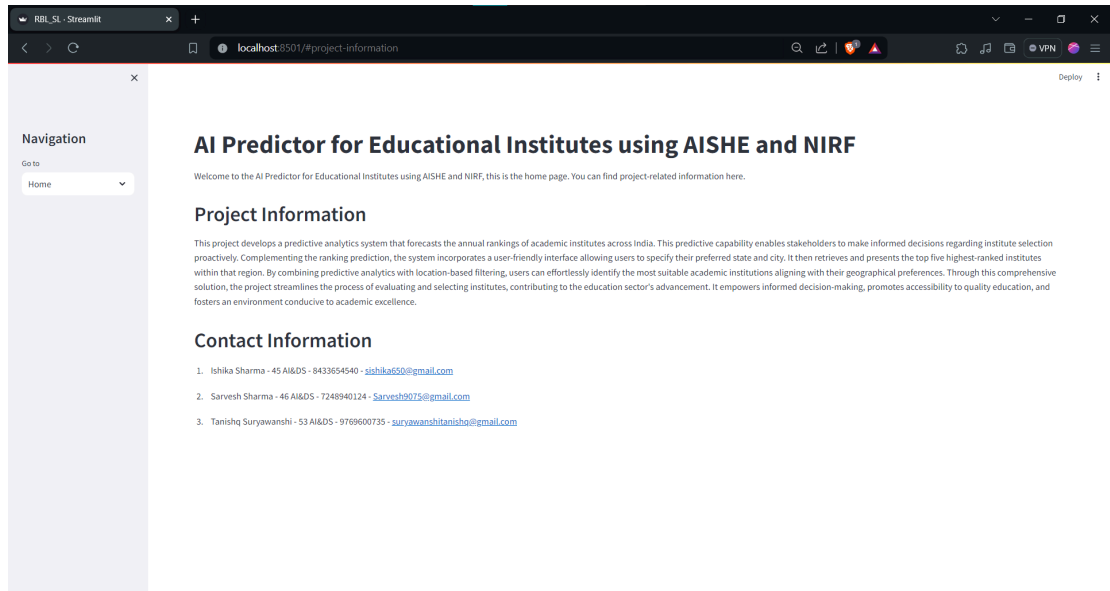 RBL_SL · Streamlit
localhost:8501/#project-information
1
VPN
Deploy
Navigation
Go to
Home
AI Predictor for Educational Institutes using AISHE and NIRF
Welcome to the AI Predictor for Educational Institutes using AISHE and NIRF, this is the home page. You can find project-related information here.
Project Information
This project develops a predictive analytics system that forecasts the annual rankings of academic institutes across India. This predictive capability enables stakeholders to make informed decisions regarding institute selection
proactively. Complementing the ranking prediction, the system incorporates a user-friendly interface allowing users to specify their preferred state and city. It then retrieves and presents the top five highest-ranked institutes
within that region. By combining predictive analytics with location-based filtering, users can effortlessly identify the most suitable academic institutions aligning with their geographical preferences. Through this comprehensive
solution, the project streamlines the process of evaluating and selecting institutes, contributing to the education sector's advancement. It empowers informed decision-making, promotes accessibility to quality education, and
fosters an environment conducive to academic excellence.
Contact Information
1. Ishika Sharma - 45 AI&DS - 8433654540 - sishika650@gmail.com
2. Sarvesh Sharma - 46 AI&DS - 7248940124 - Sarvesh9075@gmail.com
3. Tanishq Suryawanshi - 53 AI&DS - 9769600735 - suryawanshitanishq@gmail.com